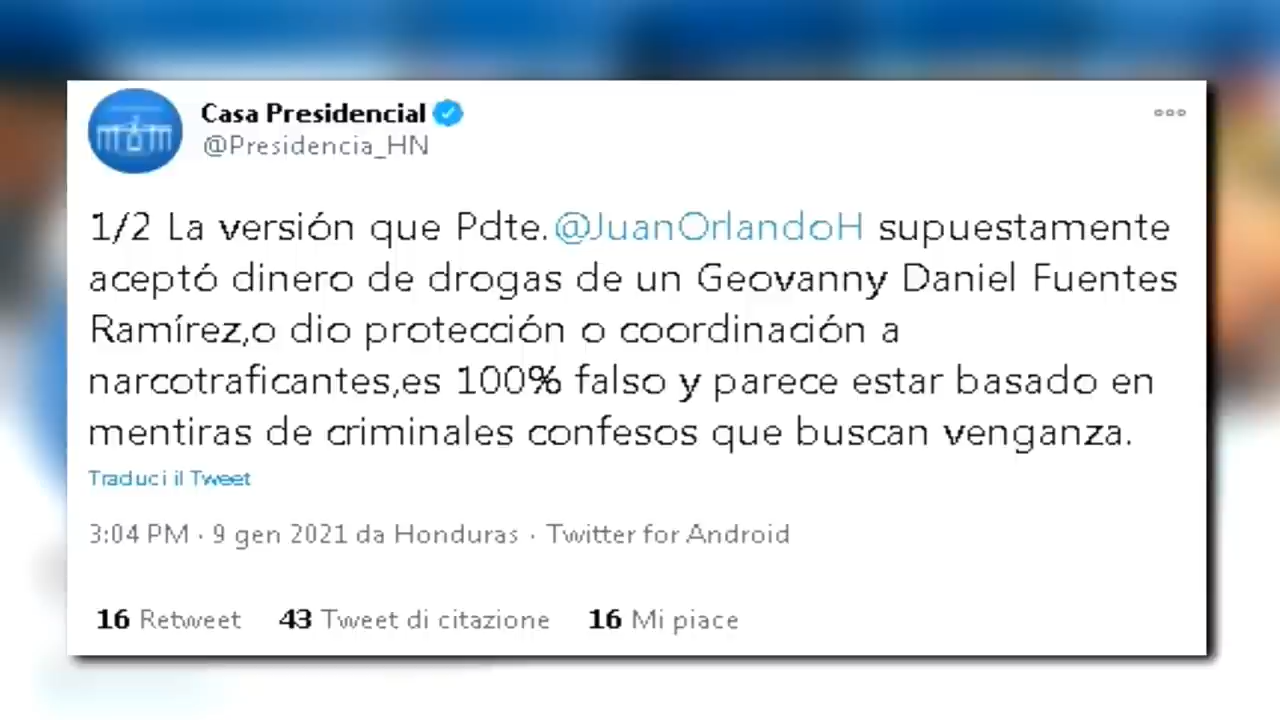 Casa Presidencial
@Presidencia_HN
1/2 La versión que Pdte.@JuanOrlandoH supuestamente
aceptó dinero de drogas de un Geovanny Daniel Fuentes
Ramírez,o dio protección o coordinación a
narcotraficantes,es 100% falso y parece estar basado en
mentiras de criminales confesos que buscan venganza.
Traduci il Tweet
3:04 PM · 9 gen 2021 da Honduras · Twitter for Android
16 Retweet 43 Tweet di citazione 16 Mi piace